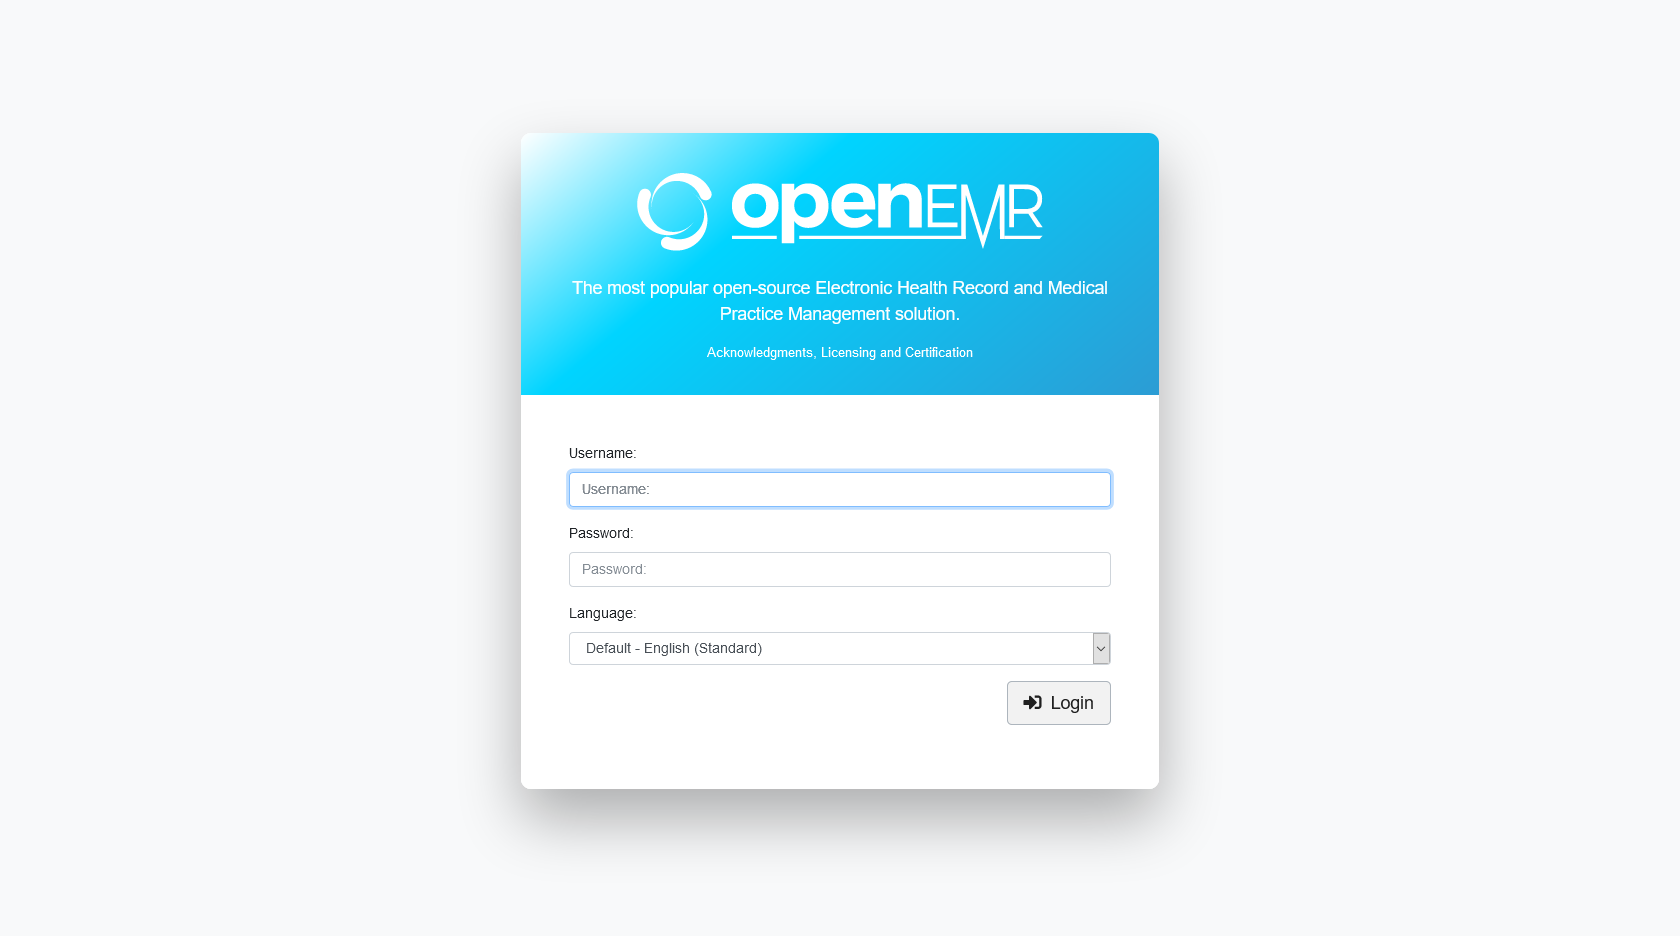 openEMR
The most popular open-source Electronic Health Record and Medical
Practice Management solution.
Acknowledgments, Licensing and Certification
Username:
Username:
Password:
Password:
Language:
Default - English (Standard)
Login